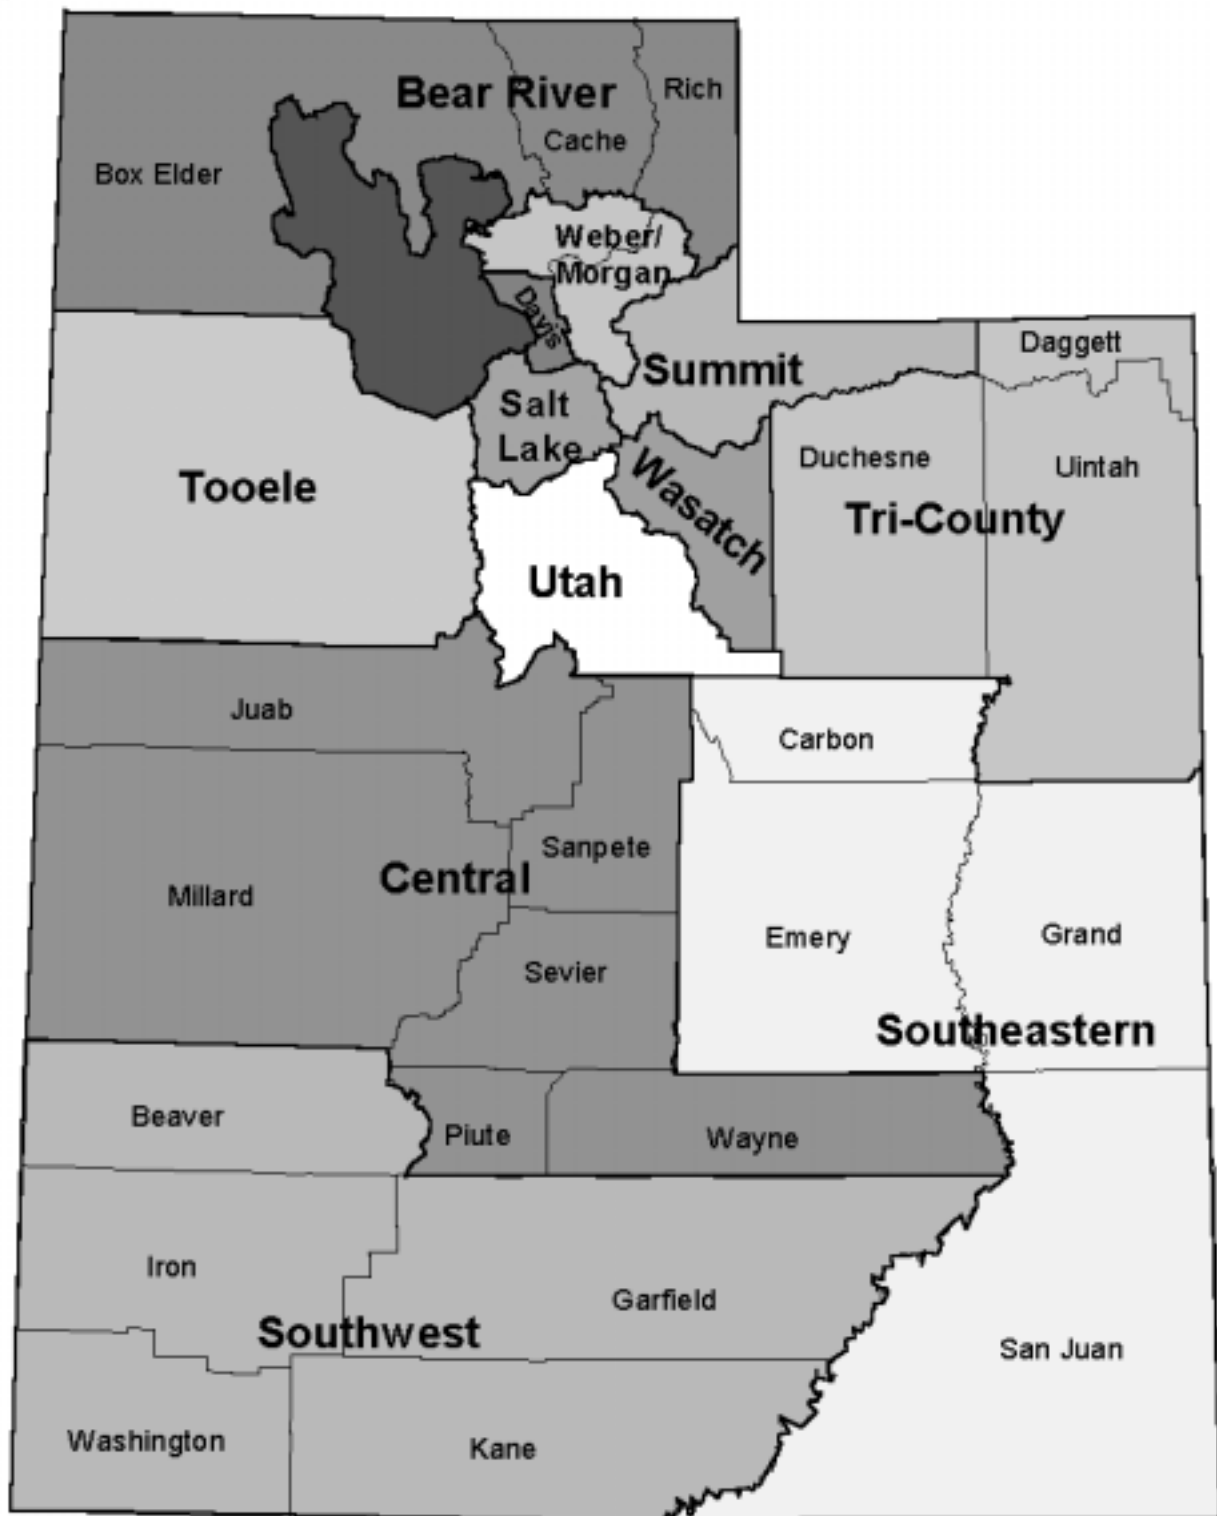 Bear River
Rich
Cache
Box Elder
Weber/
Morgan
Davis
Daggett
Summit
Salt
Lake
Duchesne
Uintah
Tooele
Wasatch
Tri-County
Utah
Juab
Carbon
Sanpete
Central
Millard
Emery
Grand
Sevier
Southeastern
Beaver
Piute
Wayne
Iron
Garfield
Southwest
San Juan
Washington
Kane